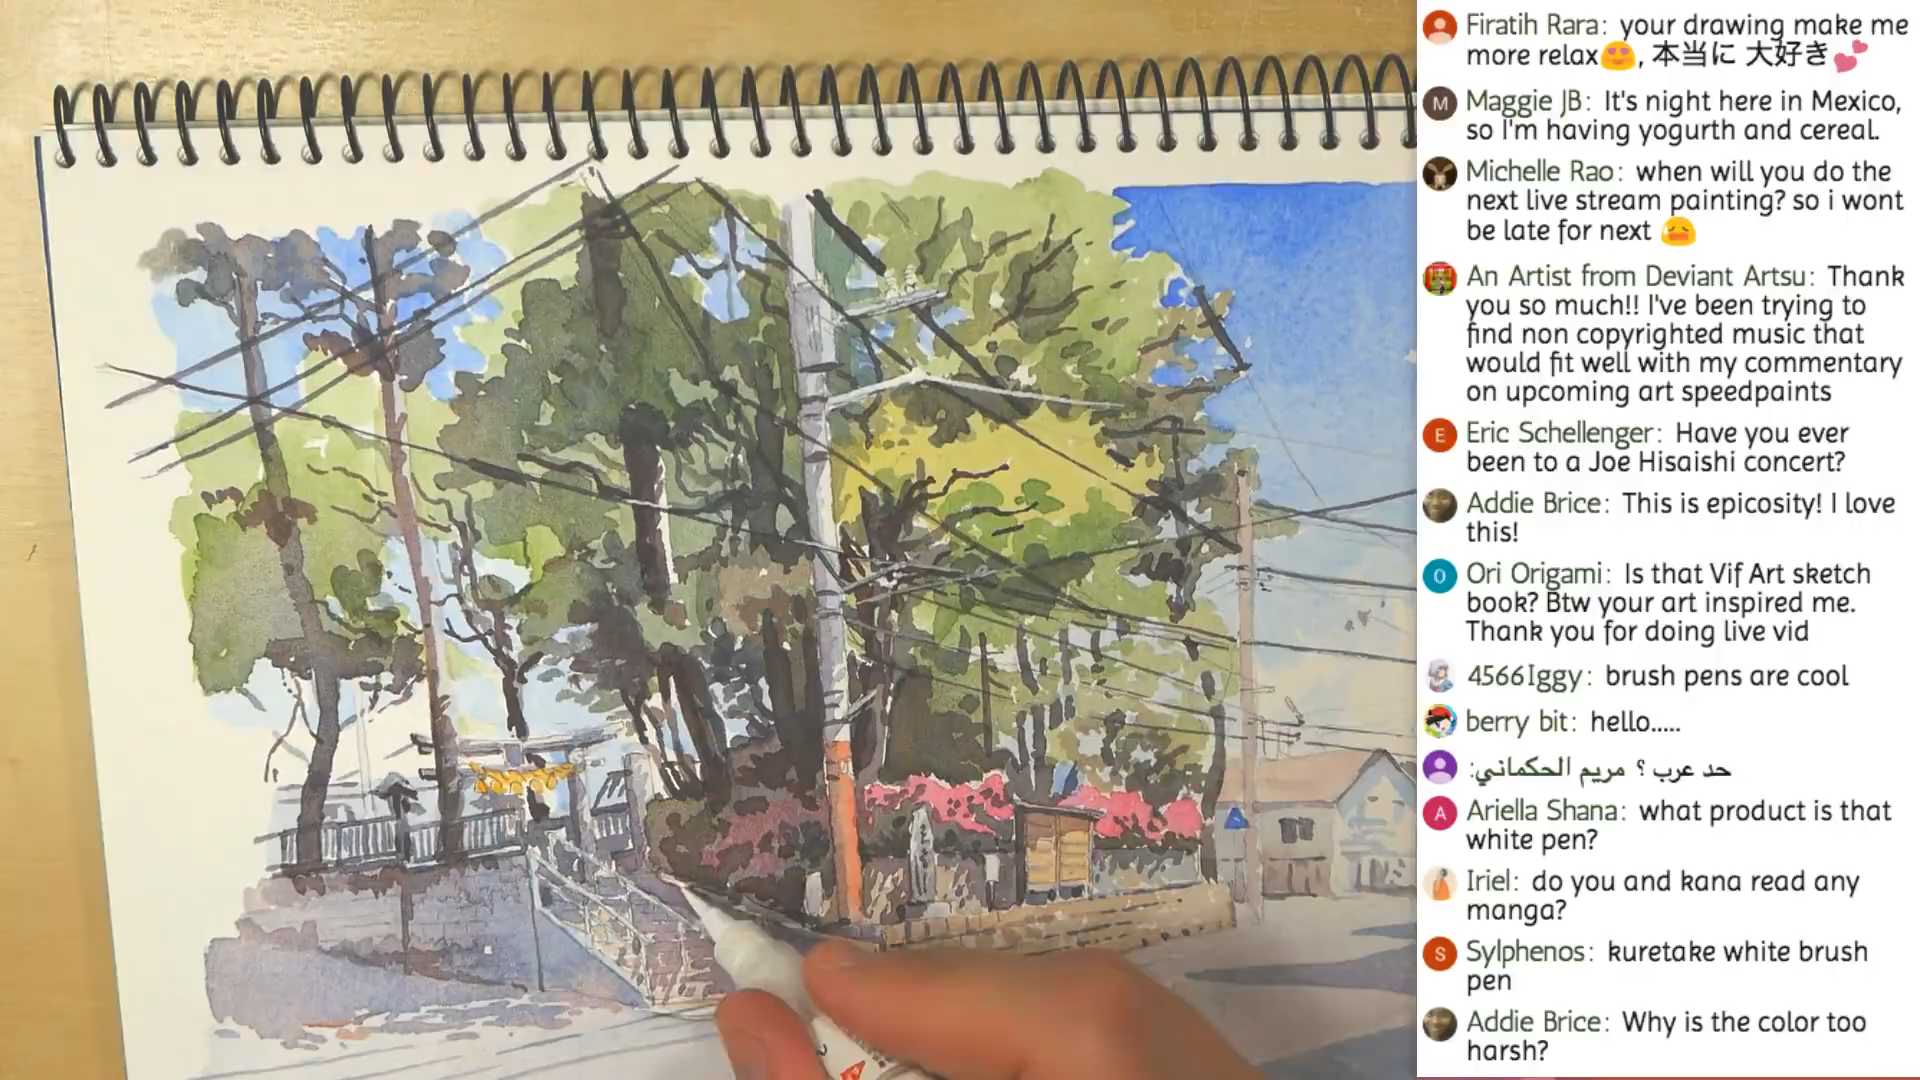 Firatih Rara: your drawing make me
more relax😍, 本当に 大好き💕
M Maggie JB: It's night here in Mexico,
so I'm having yogurth and cereal.
Michelle Rao: when will you do the
next live stream painting? so i wont
be late for next 😩
An Artist from Deviant Artsu: Thank
you so much!! I've been trying to
find non copyrighted music that
would fit well with my commentary
on upcoming art speedpaints
E Eric Schellenger: Have you ever
been to a Joe Hisaishi concert?
Addie Brice: This is epicosity! I love
this!
O Ori Origami: Is that Vif Art sketch
book? Btw your art inspired me.
Thank you for doing live vid
4566Iggy: brush pens are cool
berry bit: hello.....
حد عرب ؟ مريم الحكماني:
A Ariella Shana: what product is that
white pen?
Iriel: do you and kana read any
manga?
S Sylphenos: kuretake white brush
pen
Addie Brice: Why is the color too
harsh?